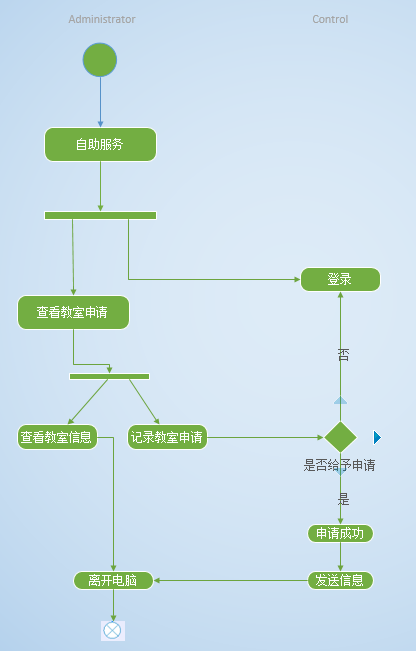 Administrator
Control
自助服务
登录
查看教室申请
否
查看教室信息
记录教室申请
是否给予申请
是
申请成功
离开电脑
发送信息